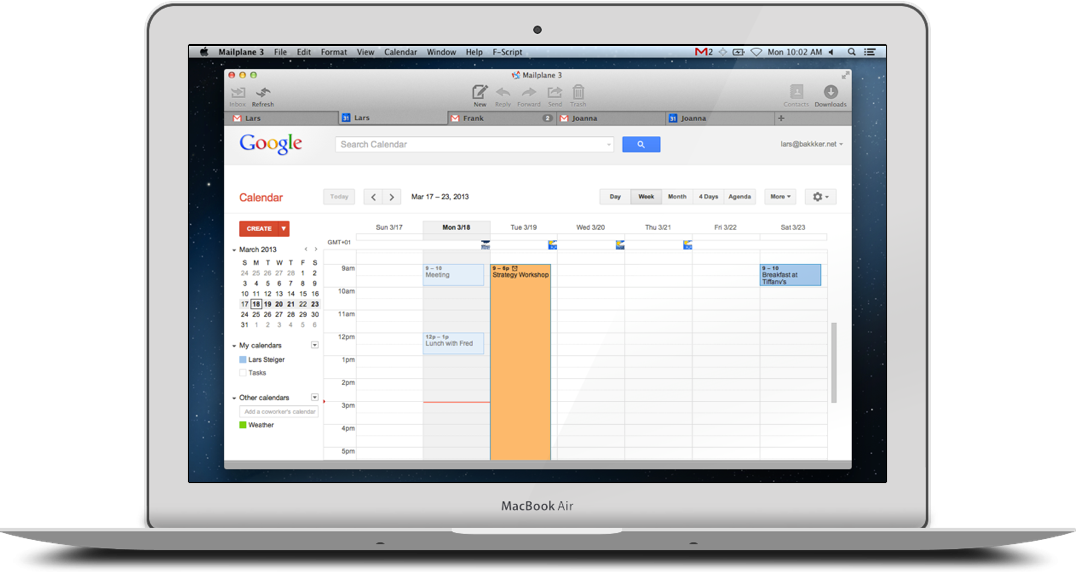 Mailplane 3 File Edit Format View Calendar Window Help F-Script M2 Mon 10:02 AM
Mailplane 3
Inbox Refresh New Reply Forward Send Trash Contacts Downloads
Lars 31 Lars Frank 2 Joanna 31 Joanna +
Google Search Calendar lars@bakkker.net
Calendar Today < > Mar 17 – 23, 2013 Day Week Month 4 Days Agenda More
CREATE Sun 3/17 Mon 3/18 Tue 3/19 Wed 3/20 Thu 3/21 Fri 3/22 Sat 3/23
GMT+01
March 2013 ‹ ›
S M T W T F S
24 25 26 27 28 1 2
3 4 5 6 7 8 9
10 11 12 13 14 15 16
17 18 19 20 21 22 23
24 25 26 27 28 29 30
31 1 2 3 4 5 6
My calendars
Lars Steiger
Tasks
Other calendars
Add a coworker's calendar
Weather
9am
10am
11am
12pm
1pm
2pm
3pm
4pm
5pm
9 – 10
Meeting
12p – 1p
Lunch with Fred
9 – 6p
Strategy Workshop
9 – 10
Breakfast at
Tiffany's
MacBook Air